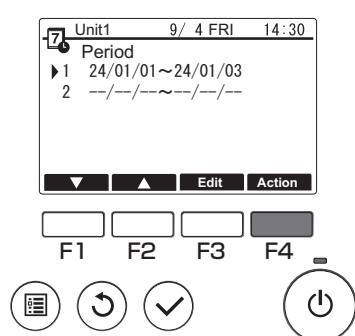 7 Unit1 9/ 4 FRI 14:30
Period
1 24/01/01~24/01/03
2 --/--/--~--/--/--
▼ ▲ Edit Action
F1 F2 F3 F4